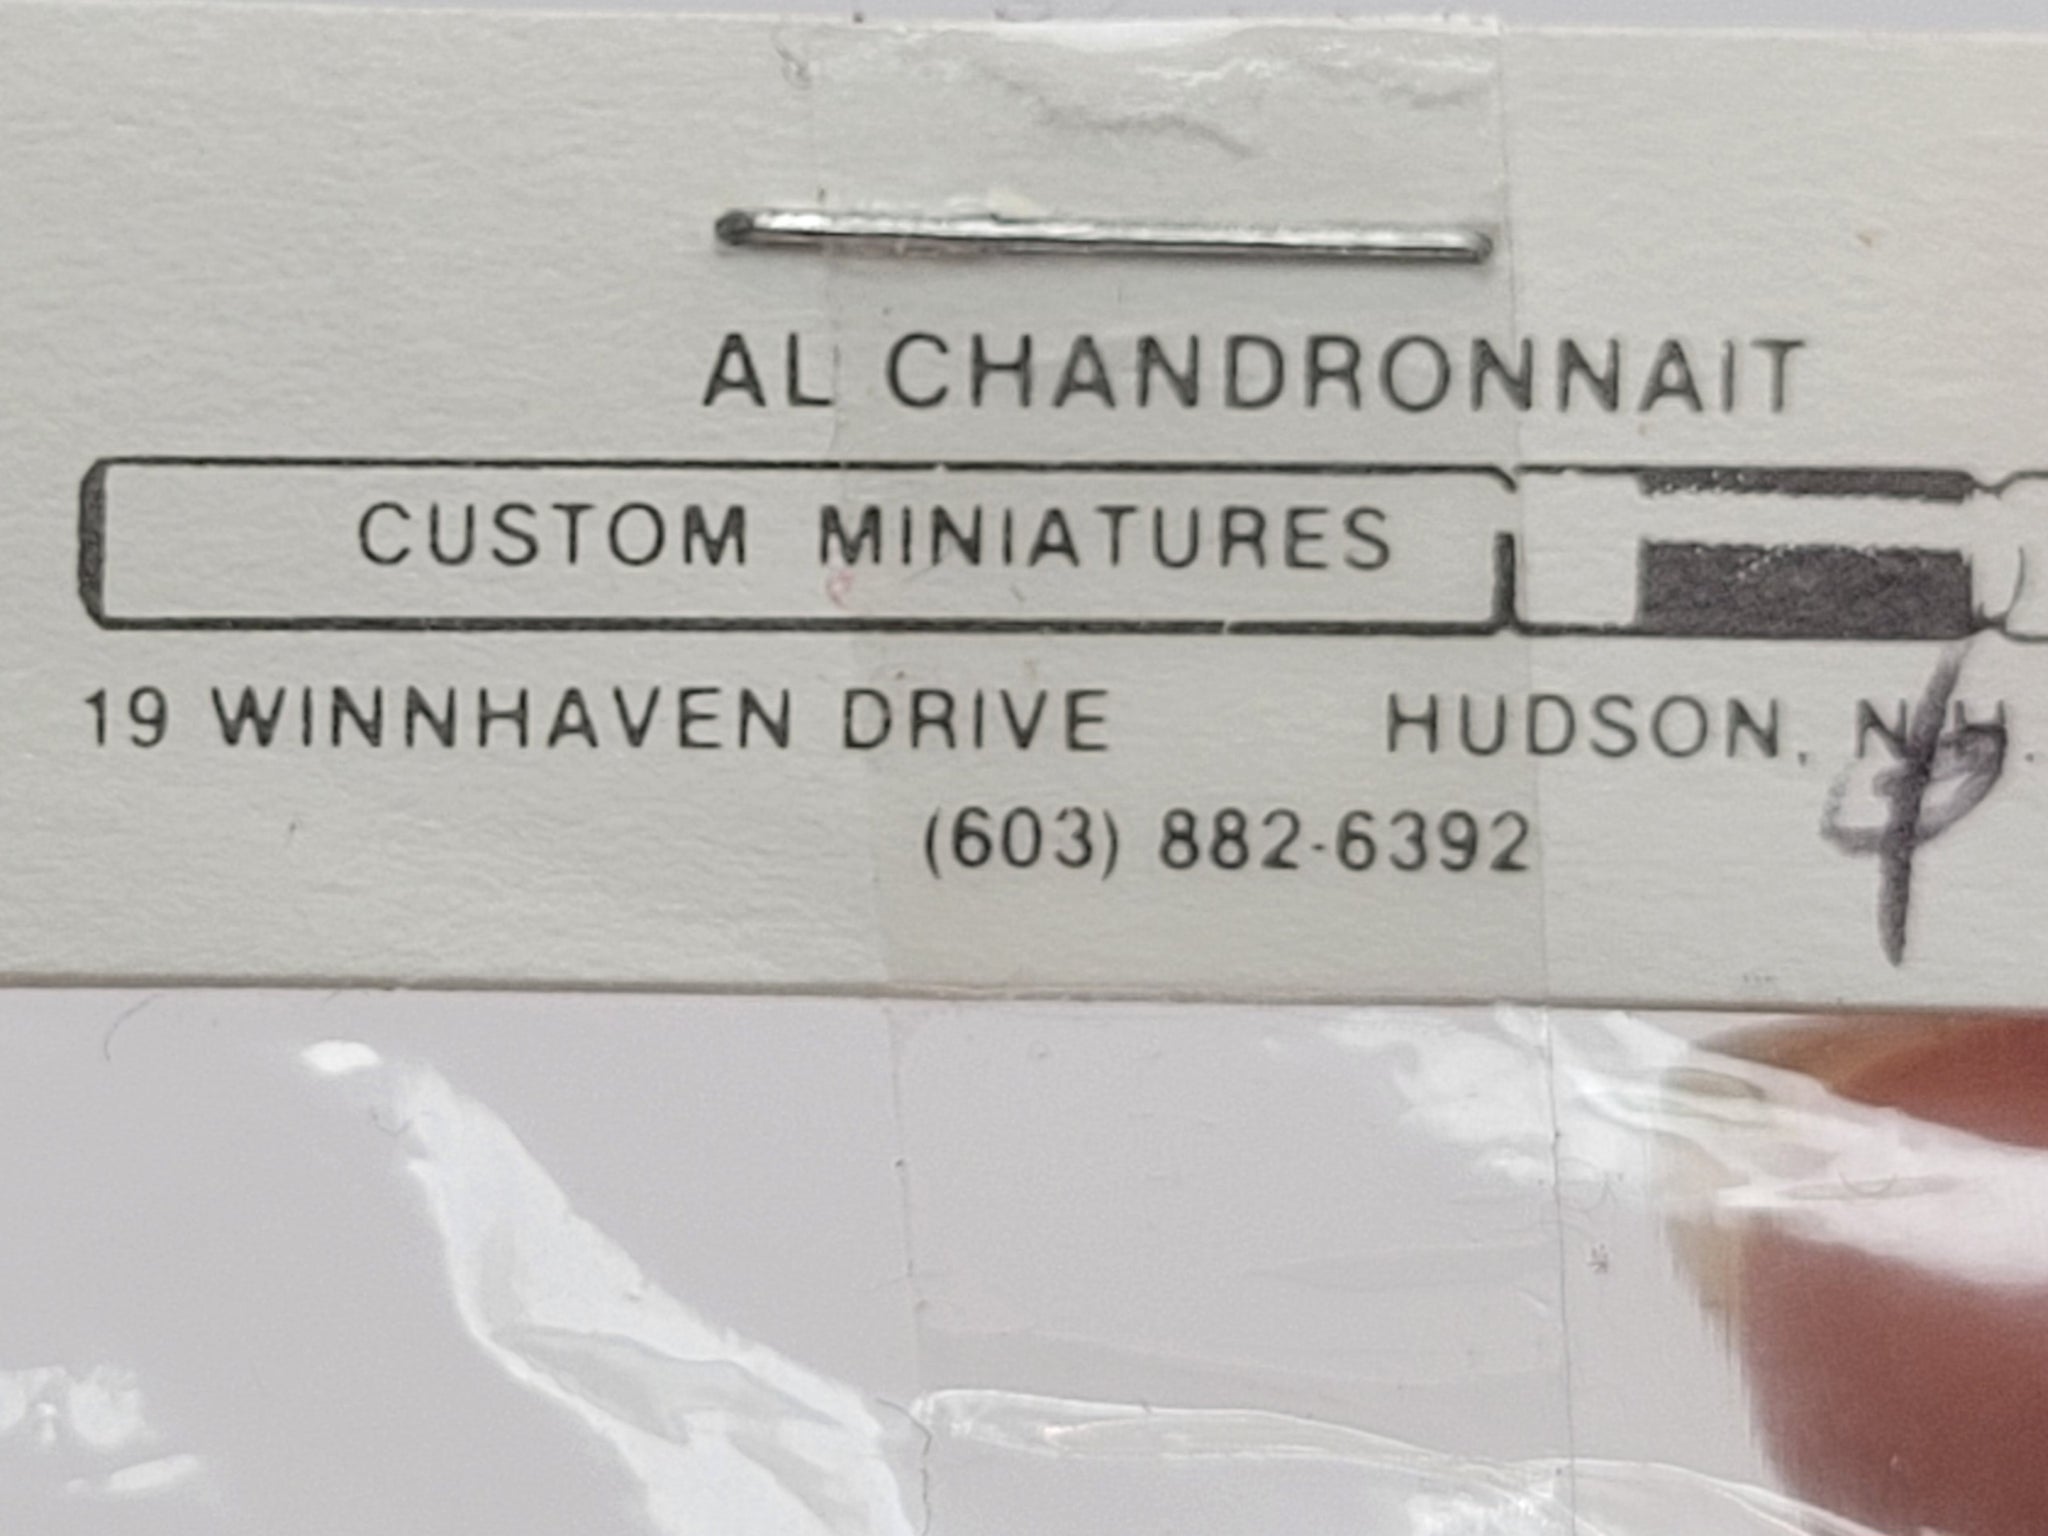 AL CHANDRONNAIT
CUSTOM MINIATURES
19 WINNHAVEN DRIVE HUDSON, N.H.
(603) 882-6392